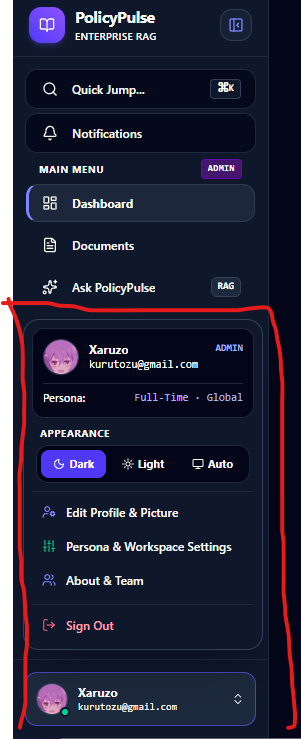 PolicyPulse
ENTERPRISE RAG
Quick Jump...
⌘K
Notifications
MAIN MENU
ADMIN
Dashboard
Documents
Ask PolicyPulse
RAG
Xaruzo
ADMIN
kurutozu@gmail.com
Persona:
Full-Time · Global
APPEARANCE
Dark
Light
Auto
Edit Profile & Picture
Persona & Workspace Settings
About & Team
Sign Out
Xaruzo
kurutozu@gmail.com